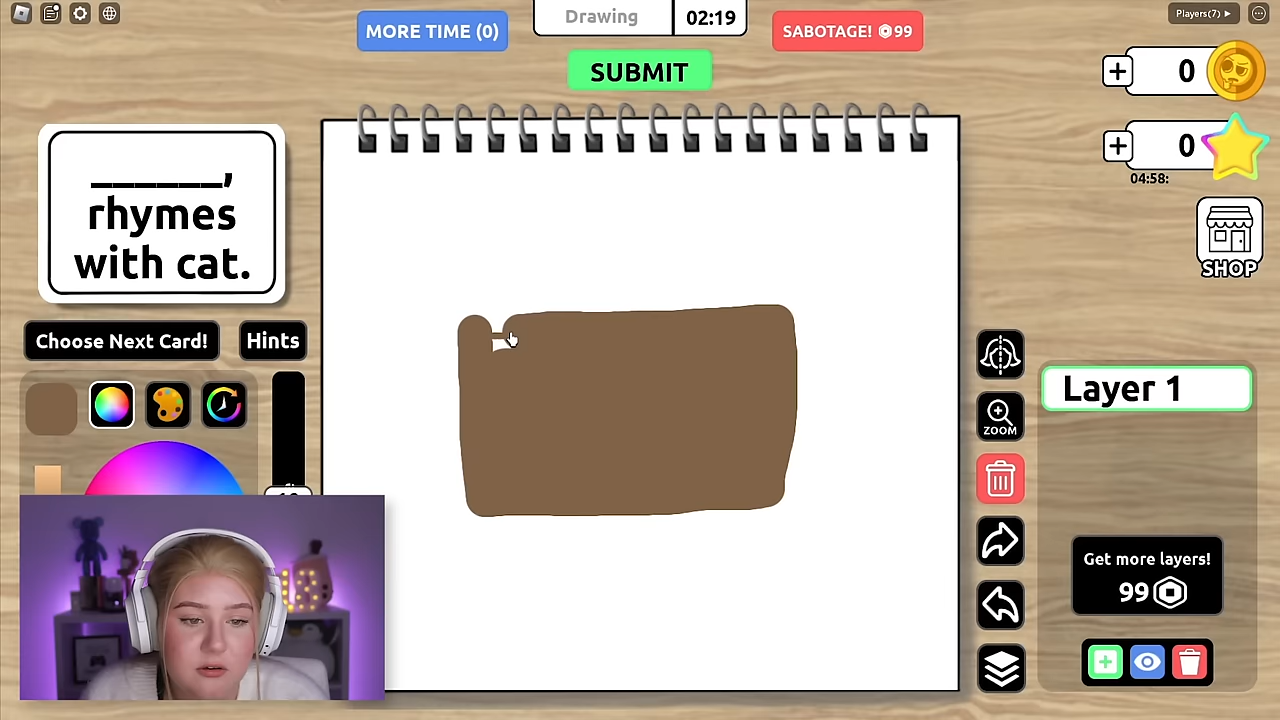 Players(7)
Drawing
02:19
MORE TIME (0)
SABOTAGE! 99
SUBMIT
0
0
04:58:
______,
rhymes
with cat.
SHOP
Choose Next Card!
Hints
Layer 1
ZOOM
Get more layers!
99